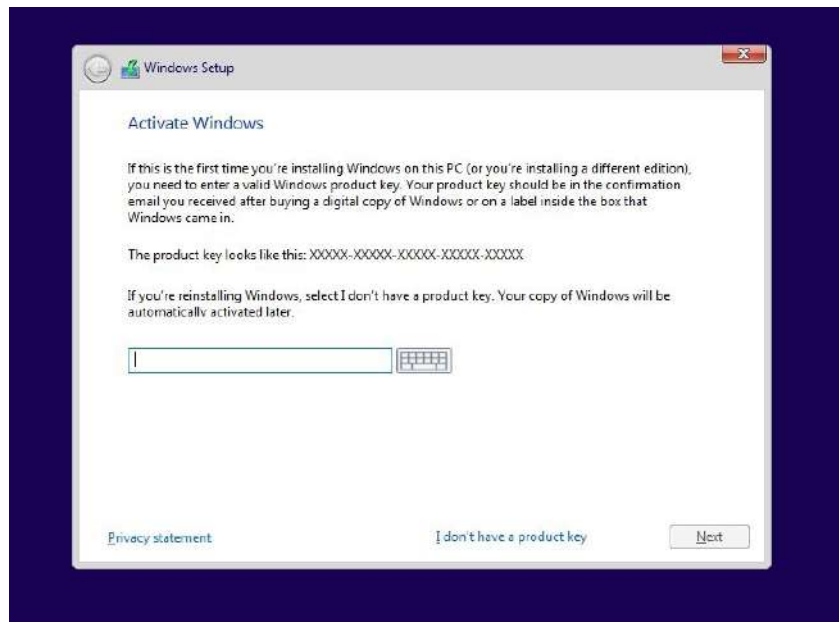 Windows Setup
Activate Windows
If this is the first time you're installing Windows on this PC (or you're installing a different edition),
you need to enter a valid Windows product key. Your product key should be in the confirmation
email you received after buying a digital copy of Windows or on a label inside the box that
Windows came in.
The product key looks like this: XXXXX-XXXXX-XXXXX-XXXXX-XXXXX
If you're reinstalling Windows, select I don't have a product key. Your copy of Windows will be
automatically activated later.
Privacy statement
I don't have a product key
Next